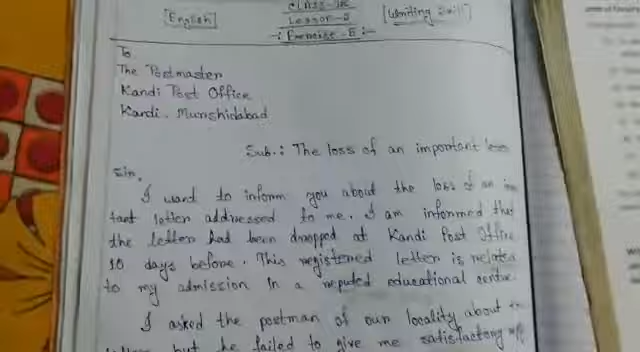 English
Class-IX
Lesson-5
Exercise-E
Writing Skill
To
The Postmaster
Kandi Post Office
Kandi. Munshidabad
Sub.: The loss of an important
Sir,
I want to inform you about the loss of an im
tant letter addressed to me. I am informed that
the letter had been dropped at Kandi Post Office
10 days before. This registered letter is related
to my admission in a reputed educational centre.
I asked the postman of our locality about
but he failed to give me satisfactory